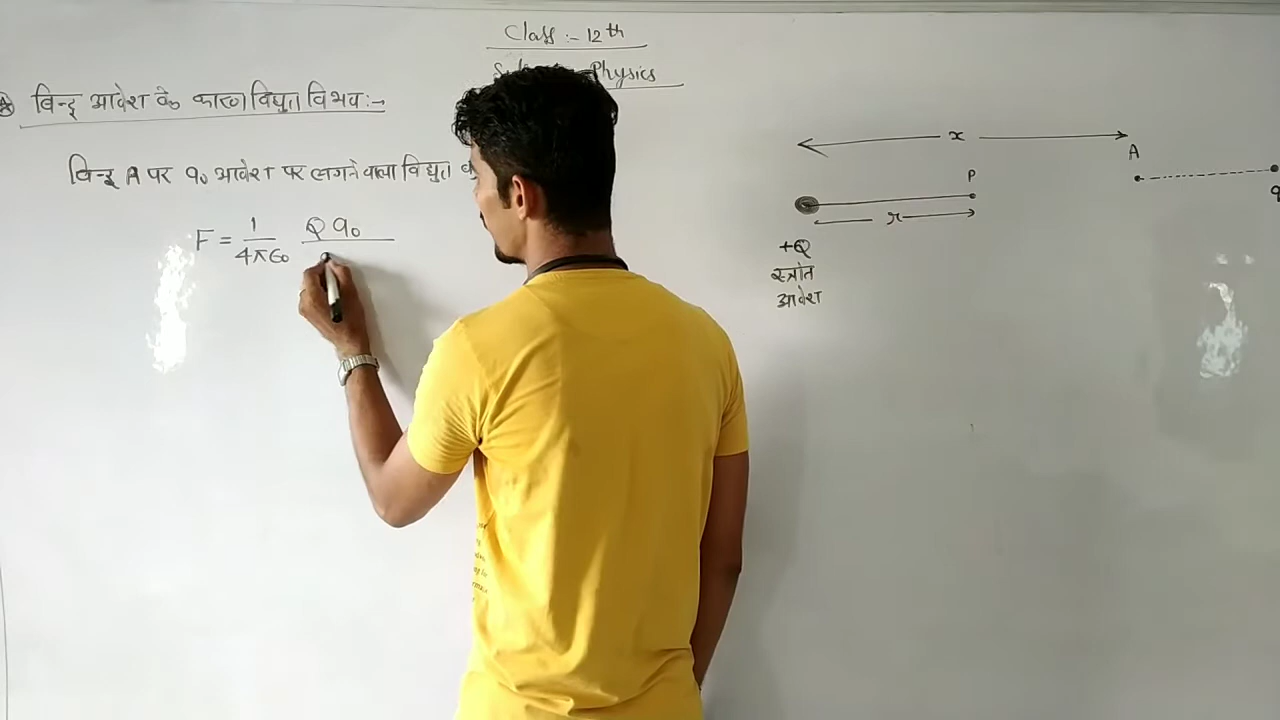 Class :- 12th
Physics
बिन्दु आवेश के कारण विद्युत विभव:-
बिन्दु A पर q₀ आवेश पर लगने वाला विद्युत
F = 1/4πε₀ Qq₀
x
A
P
r
q
+Q
स्त्रोत
आवेश